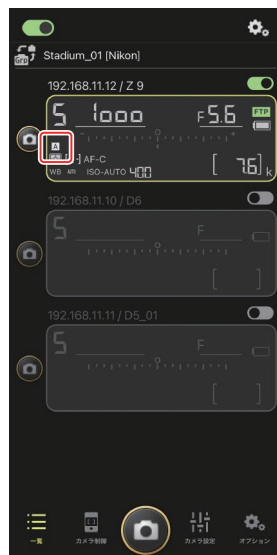 Grp Stadium_01 [Nikon]
192.168.11.12 / Z 9
S 1000 F5.6 FTP
A
[ ] AF-C
WB ISO-AUTO 400 [ 7.6] k
192.168.11.10 / D6
S F
[ ]
192.168.11.11 / D5_01
S F
[ ]
一覧 カメラ制御 カメラ設定 オプション